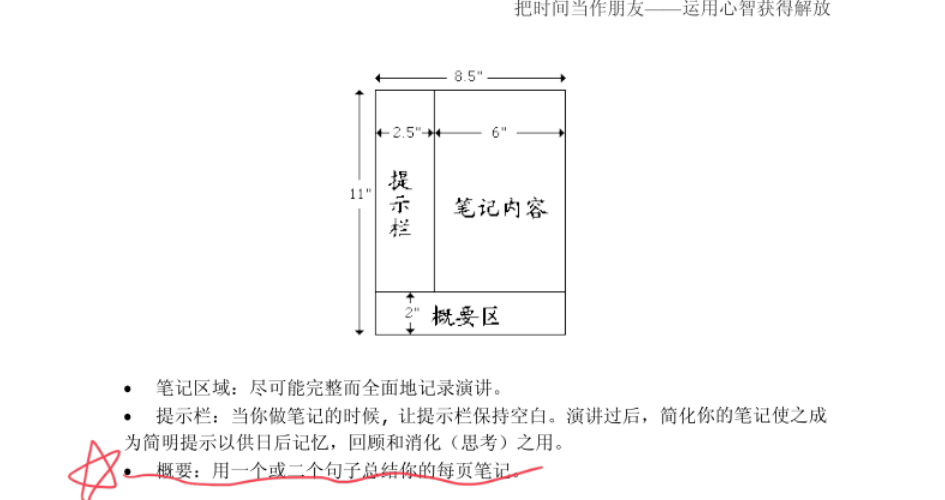 把时间当作朋友——运用心智获得解放
8.5"
2.5"
6"
11"
提示栏
笔记内容
2"
概要区
• 笔记区域：尽可能完整而全面地记录演讲。
• 提示栏：当你做笔记的时候，让提示栏保持空白。演讲过后，简化你的笔记使之成
为简明提示以供日后记忆，回顾和消化（思考）之用。
• 概要：用一个或二个句子总结你的每页笔记。